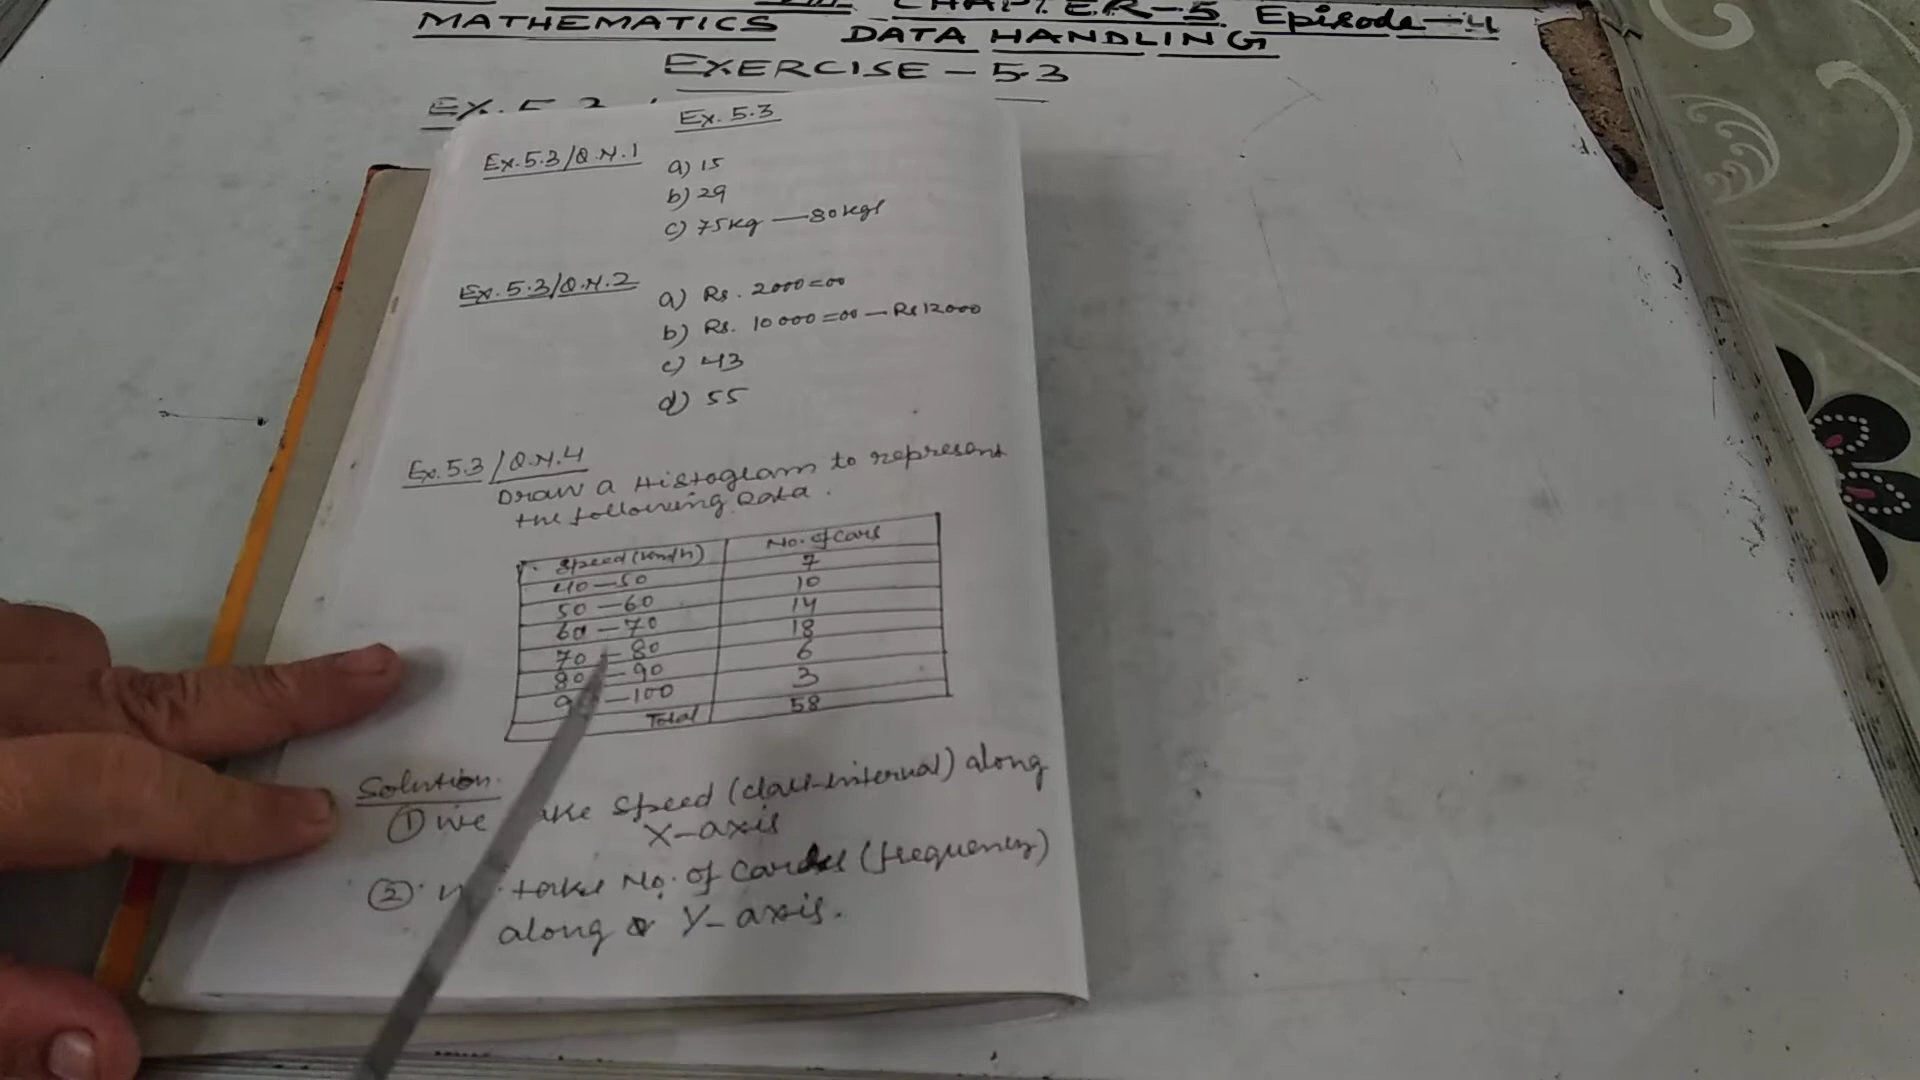 CHAPTER-5 Episode-4
MATHEMATICS DATA HANDLING
EXERCISE-5.3
Ex. 5.3
Ex.5.3/Q.N.1
a) 15
b) 29
c) 75kg — 80kgs
Ex.5.3/Q.N.2
a) Rs. 2000=00
b) Rs. 10000=00 — Rs 12000
c) 43
d) 55
Ex.5.3/Q.N.4
Draw a Histogram to represent
the following Data.
Speed (km/h) No. of Cars
40-50 7
50-60 10
60-70 14
70-80 18
80-90 6
-100 3
Total 58
Solution.
① we Speed (class-interval) along
X-axis
② take No. of Cars (frequency)
along Y-axis.